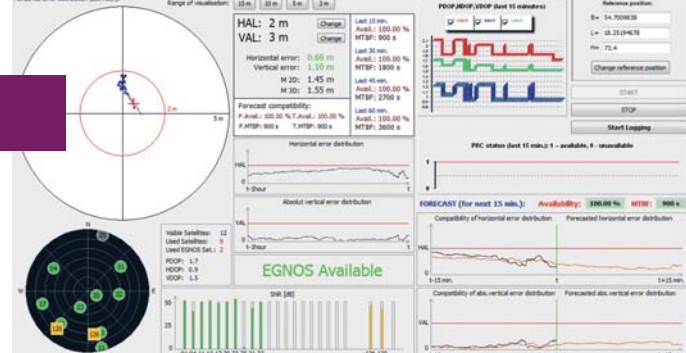 Range of visualisation:
15 m
10 m
5 m
3 m
2 m
3 m
HAL: 2 m
Change
VAL: 3 m
Change
Horizontal error: 0.69 m
Vertical error: 1.10 m
M 2D: 1.45 m
M 3D: 1.55 m
Forecast compatibility:
F.Avail.: 100.00 % T.Avail.: 100.00 %
F.MTBF: 900 s T.MTBF: 900 s
Last 15 min.
Avail.: 100.00 %
MTBF: 900 s
Last 30 min.
Avail.: 100.00 %
MTBF: 1800 s
Last 45 min.
Avail.: 100.00 %
MTBF: 2700 s
Last 60 min.
Avail.: 100.00 %
MTBF: 3600 s
PDOP,HDOP,VDOP (last 15 minutes)
PDOP
HDOP
VDOP
Reference position:
B=
L=
H= 73.4
Change reference position
START
STOP
Start Logging
Horizontal error distribution
HAL
t-1hour
t
Absolut vertical error distribution
VAL
t-1hour
t
PRC status (last 15 min.): 1 - available, 0 - unavailable
1
FORECAST (for next 15 min.): Availability: 100.00 % MTBF: 900 s
Compatibility of horizontal error distribution
Forecasted horizontal error distribution
HAL
t-15 min.
t
t+15 min.
Compatibility of abs.vertical error distribution
Forecasted abs.vertical error distribution
VAL
N
W
E
Visible Satellites: 12
Used Satellites: 9
Used EGNOS Sat.: 2
PDOP: 1.7
HDOP: 0.9
VDOP: 1.5
EGNOS Available
SNR [dB]
50
25
0
120
126